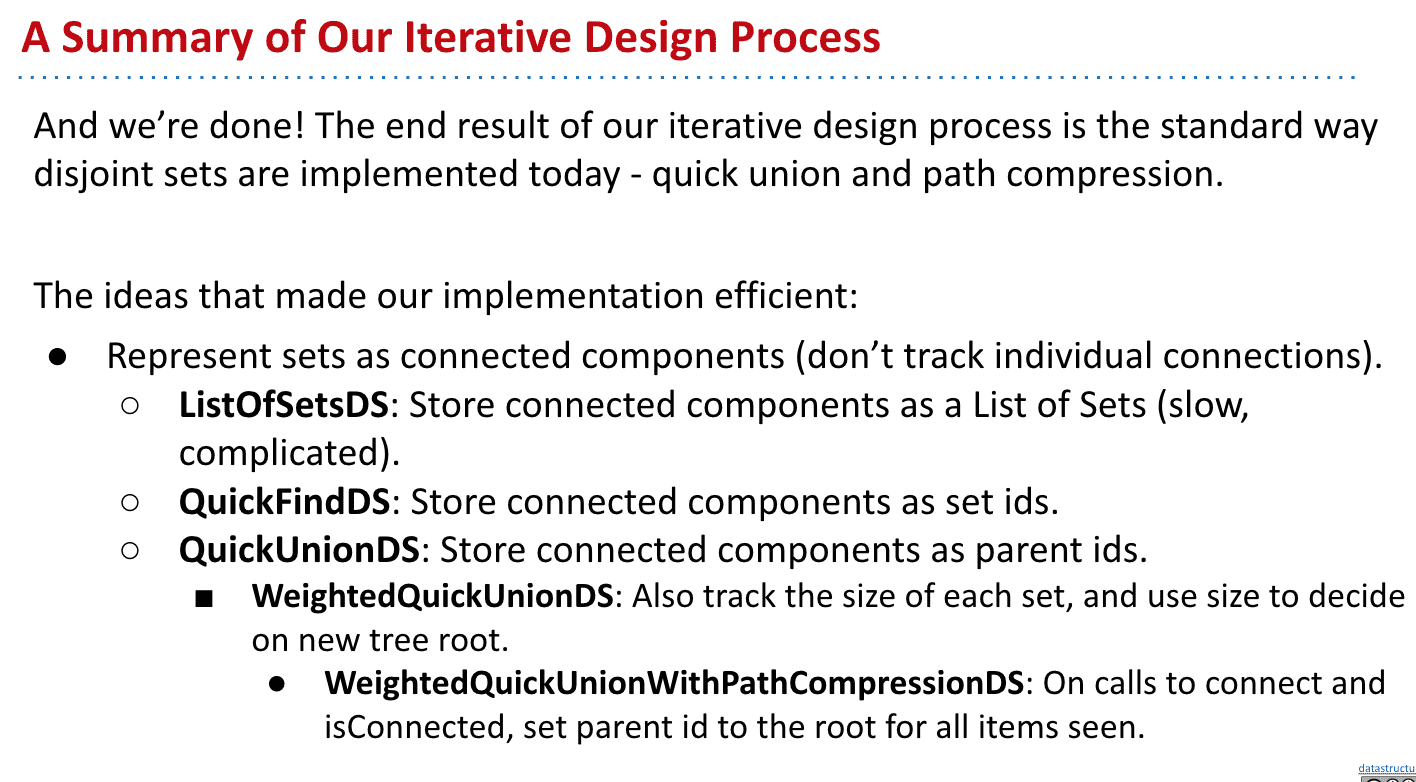 A Summary of Our Iterative Design Process
And we’re done! The end result of our iterative design process is the standard way
disjoint sets are implemented today - quick union and path compression.
The ideas that made our implementation efficient:
● Represent sets as connected components (don’t track individual connections).
○ ListOfSetsDS: Store connected components as a List of Sets (slow,
complicated).
○ QuickFindDS: Store connected components as set ids.
○ QuickUnionDS: Store connected components as parent ids.
■ WeightedQuickUnionDS: Also track the size of each set, and use size to decide
on new tree root.
● WeightedQuickUnionWithPathCompressionDS: On calls to connect and
isConnected, set parent id to the root for all items seen.
datastructu